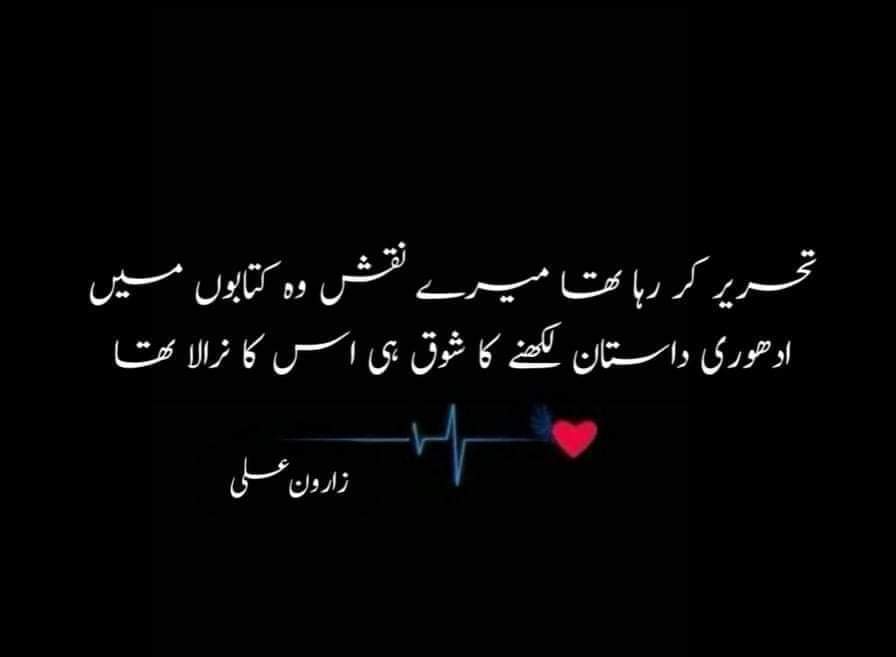 تحریر کر رہا تھا میرے نقش وہ کتابوں میں
ادھوری داستان لکھنے کا شوق ہی اس کا نرالا تھا
زارون علی